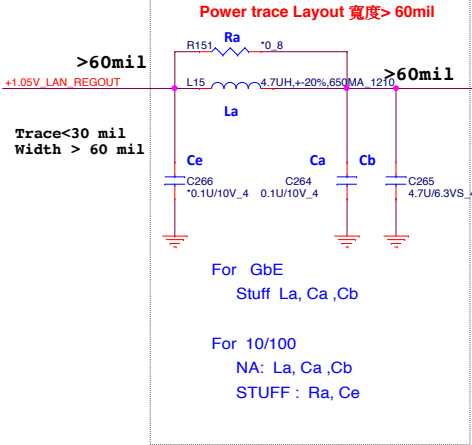 Power trace Layout 寬度> 60mil
Ra
R151 *0_8
>60mil
+1.05V_LAN_REGOUT
L15 4.7UH,+-20%,650MA_1210
>60mil
La
Trace<30 mil
Width > 60 mil
Ce Ca Cb
C266 C264 C265
*0.1U/10V_4 0.1U/10V_4 4.7U/6.3VS_4
For GbE
Stuff La, Ca ,Cb
For 10/100
NA: La, Ca ,Cb
STUFF : Ra, Ce